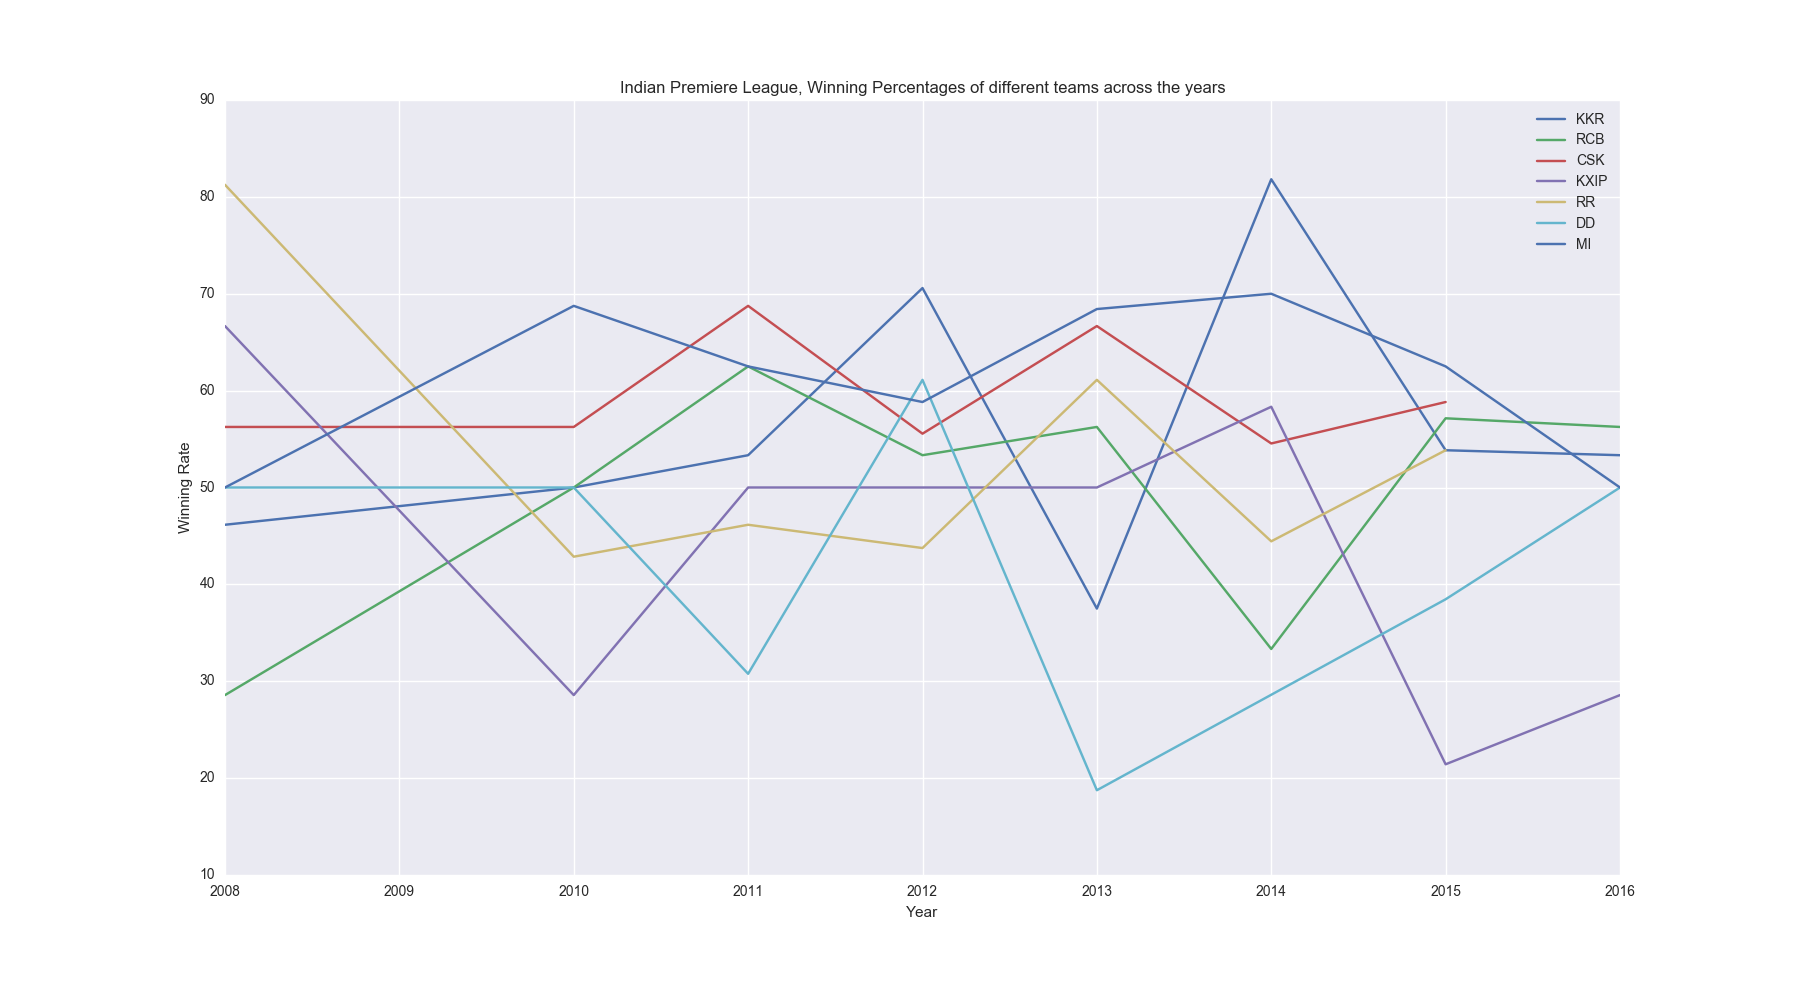 Indian Premiere League, Winning Percentages of different teams across the years
90
80
70
60
50
40
30
20
10
Winning Rate
KKR
RCB
CSK
KXIP
RR
DD
MI
2008 2009 2010 2011 2012 2013 2014 2015 2016
Year